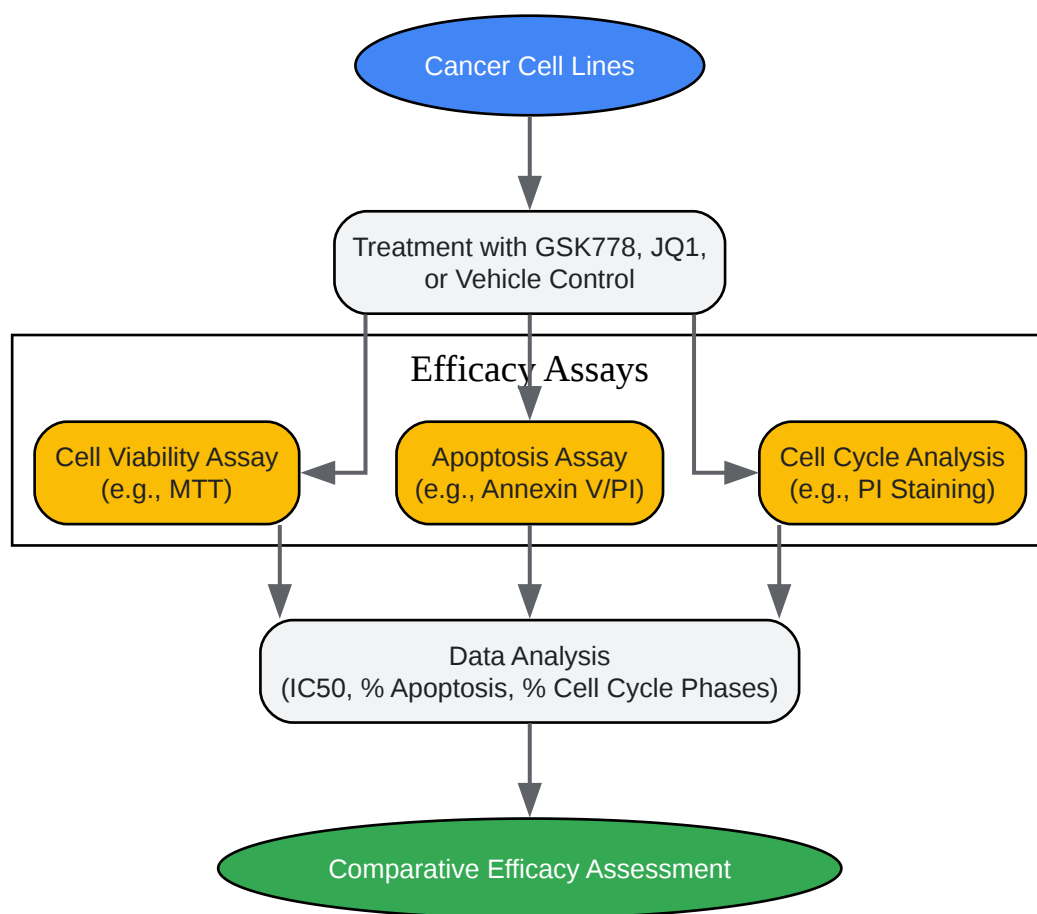 Cancer Cell Lines
Treatment with GSK778, JQ1,
or Vehicle Control
Efficacy Assays
Cell Viability Assay
(e.g., MTT)
Apoptosis Assay
(e.g., Annexin V/PI)
Cell Cycle Analysis
(e.g., PI Staining)
Data Analysis
(IC50, % Apoptosis, % Cell Cycle Phases)
Comparative Efficacy Assessment